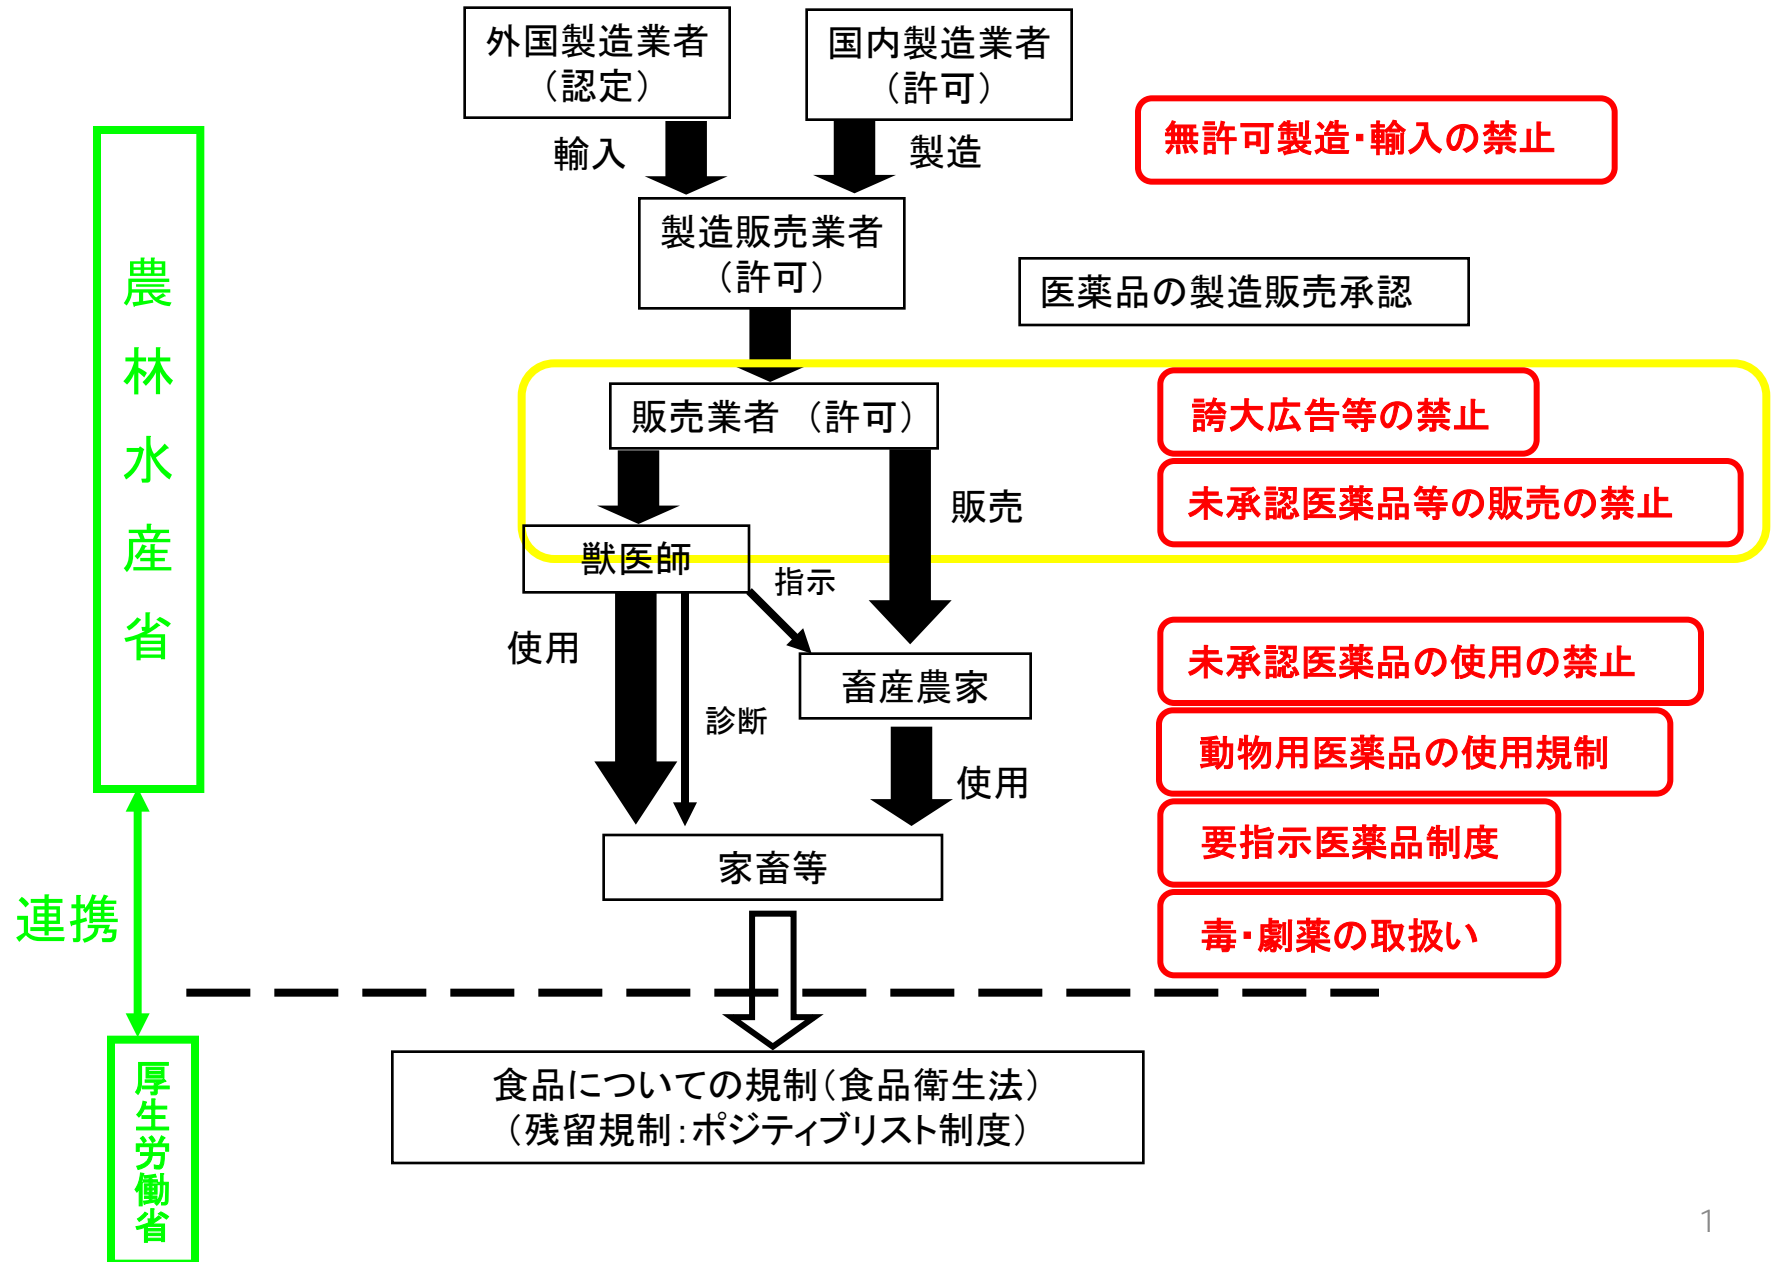 外国製造業者
（認定）
国内製造業者
（許可）
輸入
製造
無許可製造・輸入の禁止
製造販売業者
（許可）
医薬品の製造販売承認
販売業者 （許可）
誇大広告等の禁止
販売
未承認医薬品等の販売の禁止
獣医師
指示
使用
畜産農家
未承認医薬品の使用の禁止
診断
動物用医薬品の使用規制
使用
要指示医薬品制度
家畜等
毒・劇薬の取扱い
食品についての規制（食品衛生法）
（残留規制：ポジティブリスト制度）
農林水産省
連携
厚生労働省
1